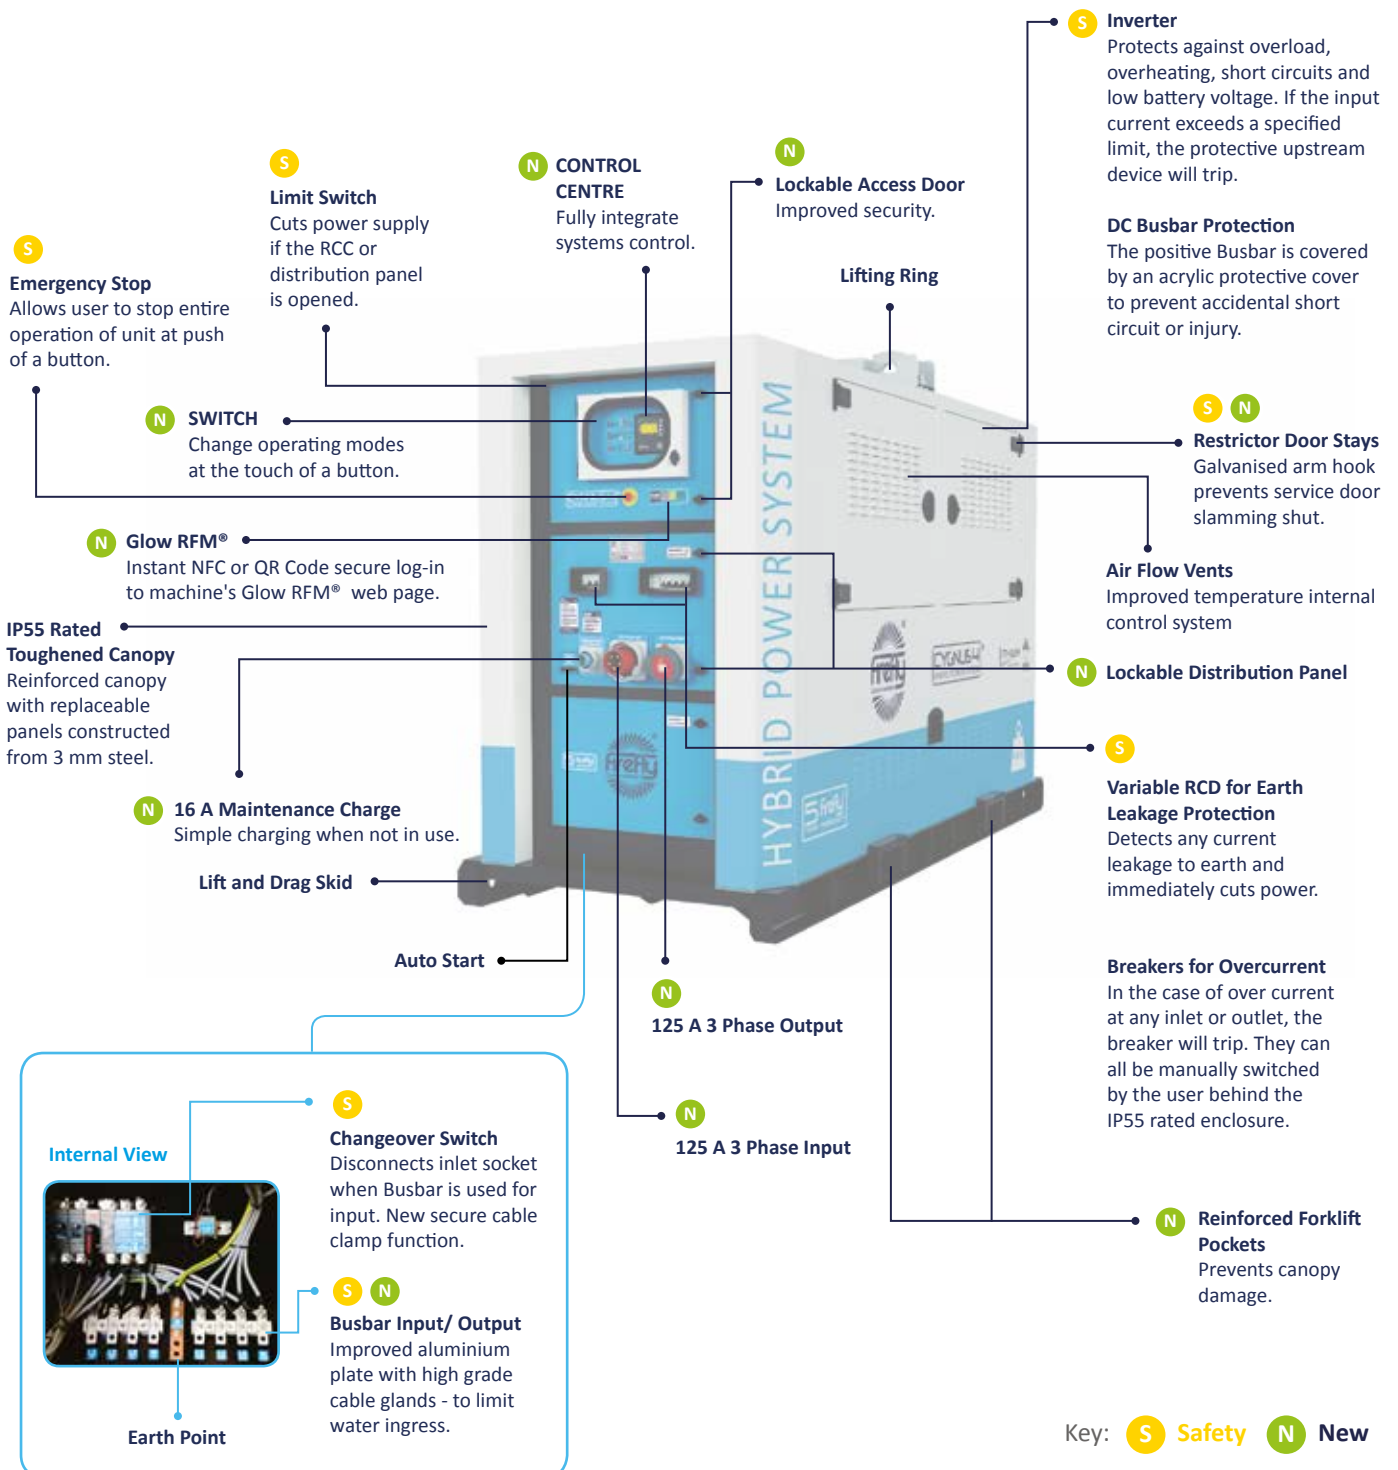 S Inverter
Protects against overload,
overheating, short circuits and
low battery voltage. If the input
current exceeds a specified
limit, the protective upstream
device will trip.
DC Busbar Protection
The positive Busbar is covered
by an acrylic protective cover
to prevent accidental short
circuit or injury.
N
Lockable Access Door
Improved security.
N CONTROL
CENTRE
Fully integrate
systems control.
S
Limit Switch
Cuts power supply
if the RCC or
distribution panel
is opened.
S
Emergency Stop
Allows user to stop entire
operation of unit at push
of a button.
Lifting Ring
N SWITCH
Change operating modes
at the touch of a button.
S N
Restrictor Door Stays
Galvanised arm hook
prevents service door
slamming shut.
N Glow RFM®
Instant NFC or QR Code secure log-in
to machine's Glow RFM® web page.
Air Flow Vents
Improved temperature internal
control system
IP55 Rated
Toughened Canopy
Reinforced canopy
with replaceable
panels constructed
from 3 mm steel.
N Lockable Distribution Panel
HYBRID POWER SYSTEM
firefly
CYGNUS
firefly
firefly
S
Variable RCD for Earth
Leakage Protection
Detects any current
leakage to earth and
immediately cuts power.
N 16 A Maintenance Charge
Simple charging when not in use.
Lift and Drag Skid
Auto Start
N
125 A 3 Phase Output
Breakers for Overcurrent
In the case of over current
at any inlet or outlet, the
breaker will trip. They can
all be manually switched
by the user behind the
IP55 rated enclosure.
N
125 A 3 Phase Input
Internal View
S
Changeover Switch
Disconnects inlet socket
when Busbar is used for
input. New secure cable
clamp function.
S N
Busbar Input/ Output
Improved aluminium
plate with high grade
cable glands - to limit
water ingress.
Earth Point
N Reinforced Forklift
Pockets
Prevents canopy
damage.
Key: S Safety N New